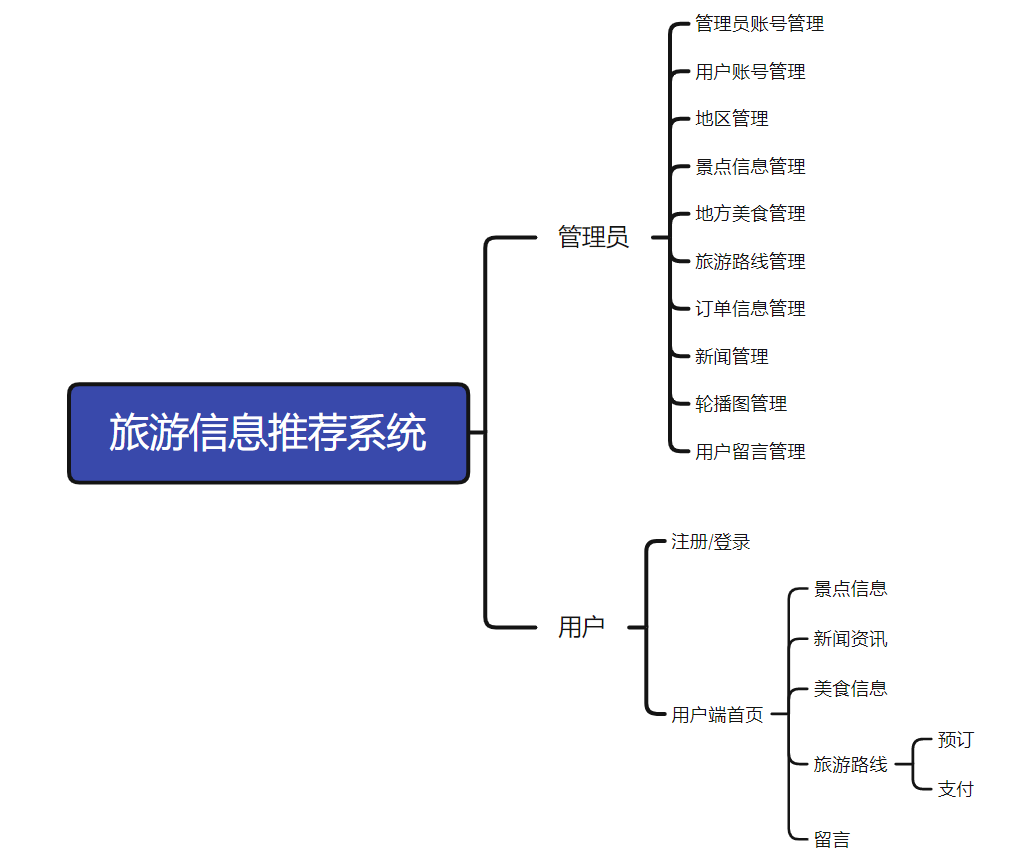 旅游信息推荐系统
管理员
管理员账号管理
用户账号管理
地区管理
景点信息管理
地方美食管理
旅游路线管理
订单信息管理
新闻管理
轮播图管理
用户留言管理
用户
注册/登录
用户端首页
景点信息
新闻资讯
美食信息
旅游路线
预订
支付
留言